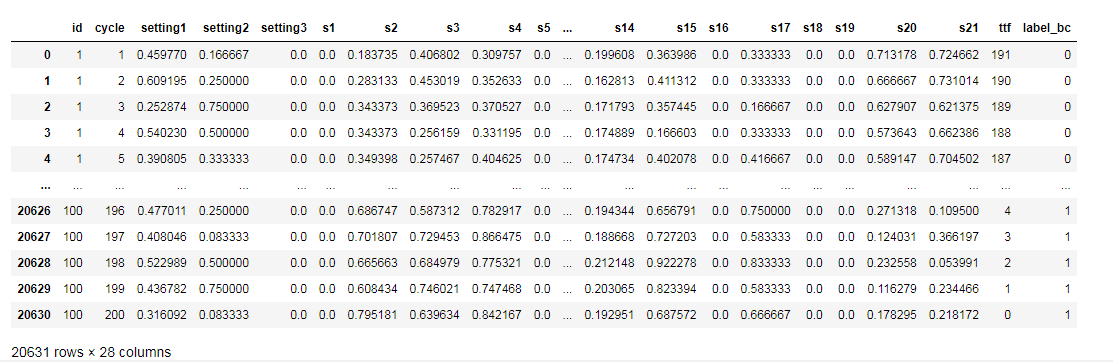 id cycle setting1 setting2 setting3 s1 s2 s3 s4 s5 ... s14 s15 s16 s17 s18 s19 s20 s21 ttf label_bc
0 1 1 0.459770 0.166667 0.0 0.0 0.183735 0.406802 0.309757 0.0 ... 0.199608 0.363986 0.0 0.333333 0.0 0.0 0.713178 0.724662 191 0
1 1 2 0.609195 0.250000 0.0 0.0 0.283133 0.453019 0.352633 0.0 ... 0.162813 0.411312 0.0 0.333333 0.0 0.0 0.666667 0.731014 190 0
2 1 3 0.252874 0.750000 0.0 0.0 0.343373 0.369523 0.370527 0.0 ... 0.171793 0.357445 0.0 0.166667 0.0 0.0 0.627907 0.621375 189 0
3 1 4 0.540230 0.500000 0.0 0.0 0.343373 0.256159 0.331195 0.0 ... 0.174889 0.166603 0.0 0.333333 0.0 0.0 0.573643 0.662386 188 0
4 1 5 0.390805 0.333333 0.0 0.0 0.349398 0.257467 0.404625 0.0 ... 0.174734 0.402078 0.0 0.416667 0.0 0.0 0.589147 0.704502 187 0
... ... ... ... ... ... ... ... ... ... ... ... ... ... ... ... ... ... ... ... ... ...
20626 100 196 0.477011 0.250000 0.0 0.0 0.686747 0.587312 0.782917 0.0 ... 0.194344 0.656791 0.0 0.750000 0.0 0.0 0.271318 0.109500 4 1
20627 100 197 0.408046 0.083333 0.0 0.0 0.701807 0.729453 0.866475 0.0 ... 0.188668 0.727203 0.0 0.583333 0.0 0.0 0.124031 0.366197 3 1
20628 100 198 0.522989 0.500000 0.0 0.0 0.665663 0.684979 0.775321 0.0 ... 0.212148 0.922278 0.0 0.833333 0.0 0.0 0.232558 0.053991 2 1
20629 100 199 0.436782 0.750000 0.0 0.0 0.608434 0.746021 0.747468 0.0 ... 0.203065 0.823394 0.0 0.583333 0.0 0.0 0.116279 0.234466 1 1
20630 100 200 0.316092 0.083333 0.0 0.0 0.795181 0.639634 0.842167 0.0 ... 0.192951 0.687572 0.0 0.666667 0.0 0.0 0.178295 0.218172 0 1
20631 rows × 28 columns